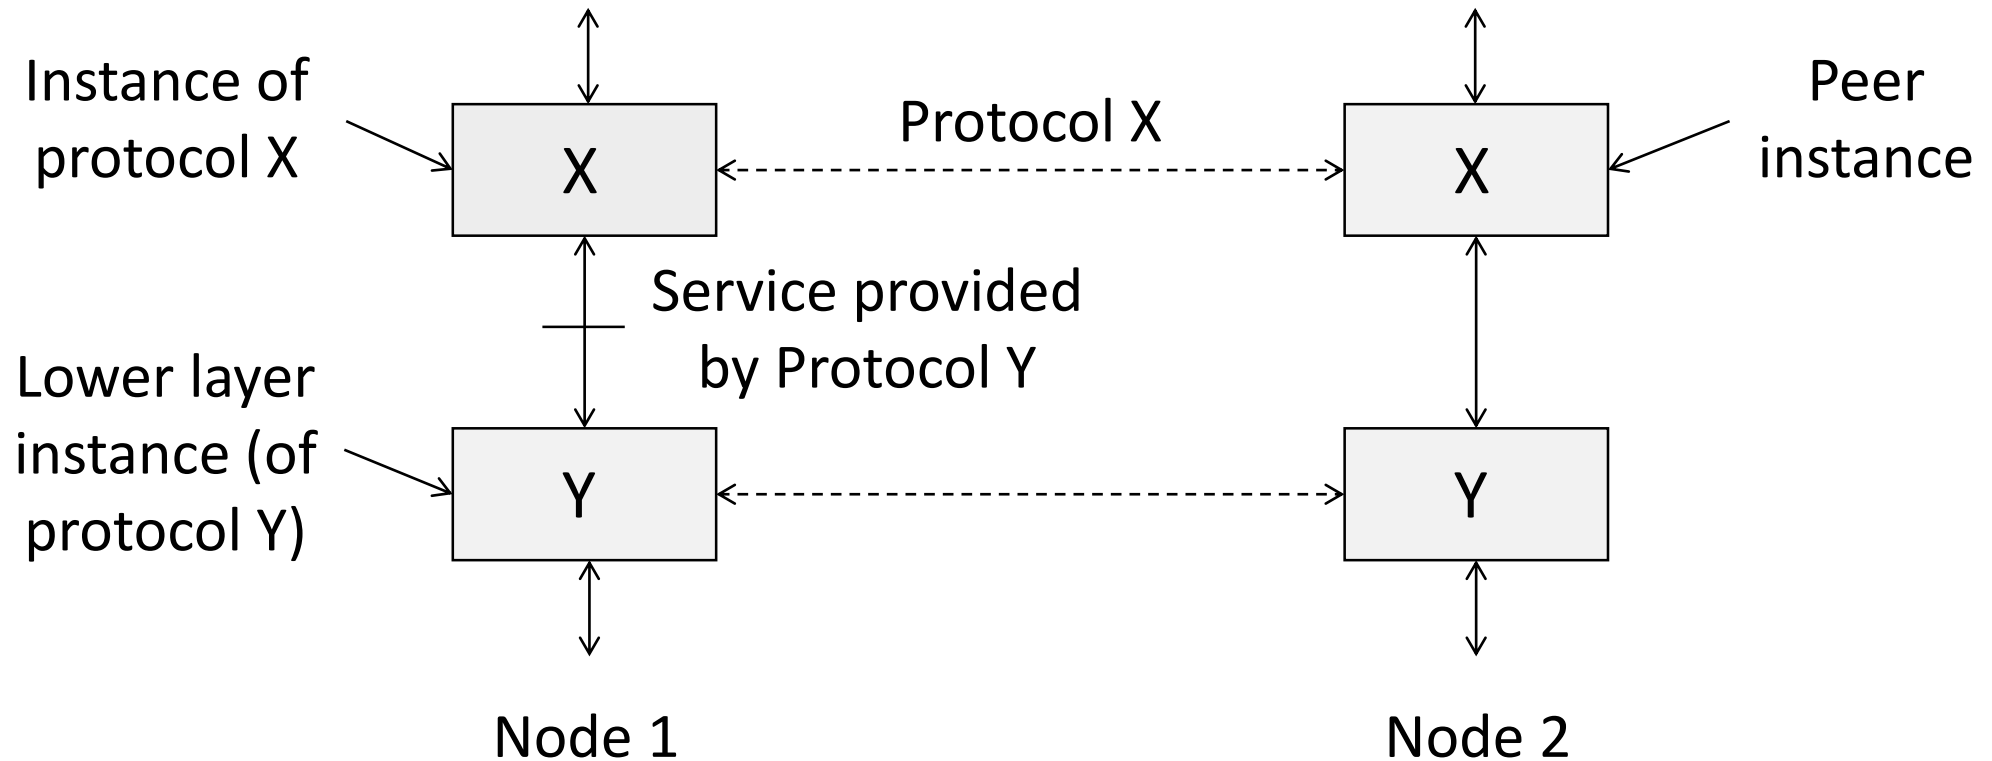 Instance of
protocol X
X
Protocol X
X
Peer
instance
Service provided
by Protocol Y
Lower layer
instance (of
protocol Y)
Y
Y
Node 1
Node 2